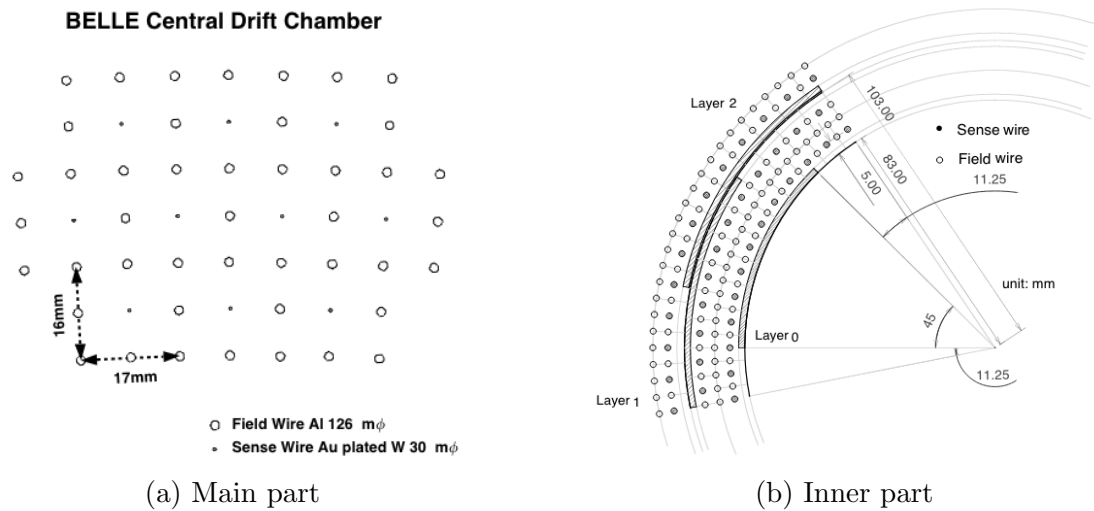 BELLE Central Drift Chamber
16mm
17mm
Field Wire Al 126 mφ
Sense Wire Au plated W 30 mφ
(a) Main part
Layer 2
103.00
Sense wire
Field wire
83.00
5.00
11.25
unit: mm
45
Layer 0
11.25
Layer 1
(b) Inner part